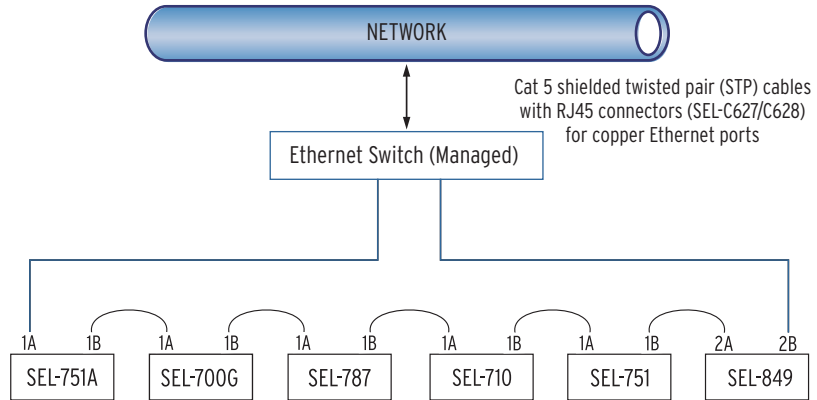 NETWORK
Cat 5 shielded twisted pair (STP) cables
with RJ45 connectors (SEL-C627/C628)
for copper Ethernet ports
Ethernet Switch (Managed)
1A 1B 1A 1B 1A 1B 1A 1B 1A 1B 2A 2B
SEL-751A SEL-700G SEL-787 SEL-710 SEL-751 SEL-849